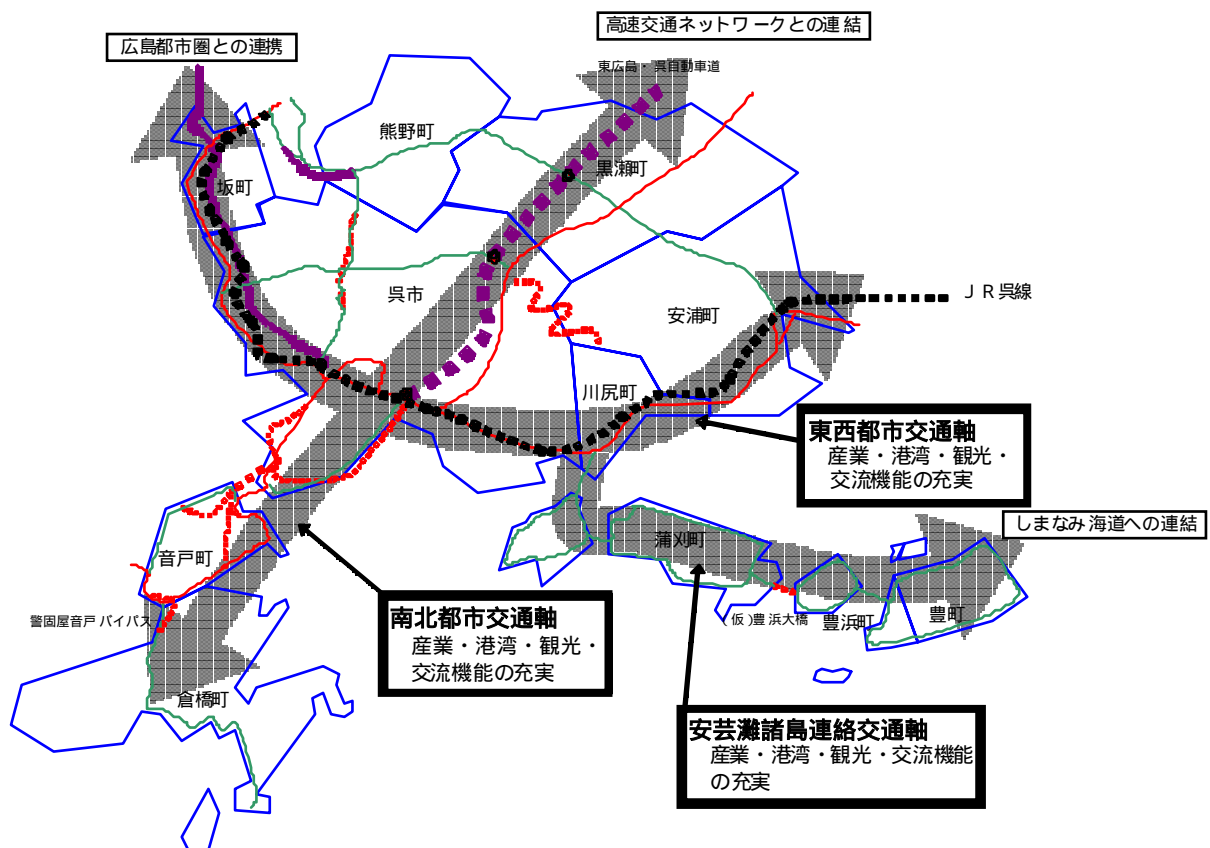 高速交通ネットワークとの連結
広島都市圏との連携
東広島・呉自動車道
熊野町
黒瀬町
坂町
呉市
ＪＲ呉線
安浦町
川尻町
東西都市交通軸
産業・港湾・観光・
交流機能の充実
しまなみ海道への連結
蒲刈町
音戸町
南北都市交通軸
産業・港湾・観光・
交流機能の充実
警固屋音戸バイパス
(仮)豊浜大橋
豊浜町
豊町
倉橋町
安芸灘諸島連絡交通軸
産業・港湾・観光・交流機能
の充実